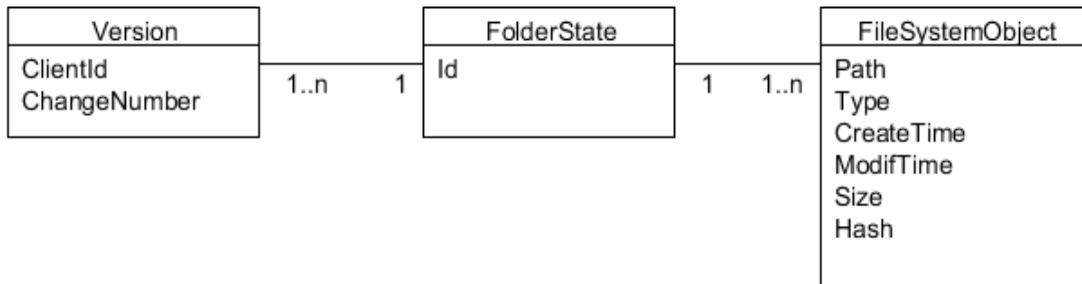 Version
ClientId
ChangeNumber
1..n
1
FolderState
Id
1
1..n
FileSystemObject
Path
Type
CreateTime
ModifTime
Size
Hash